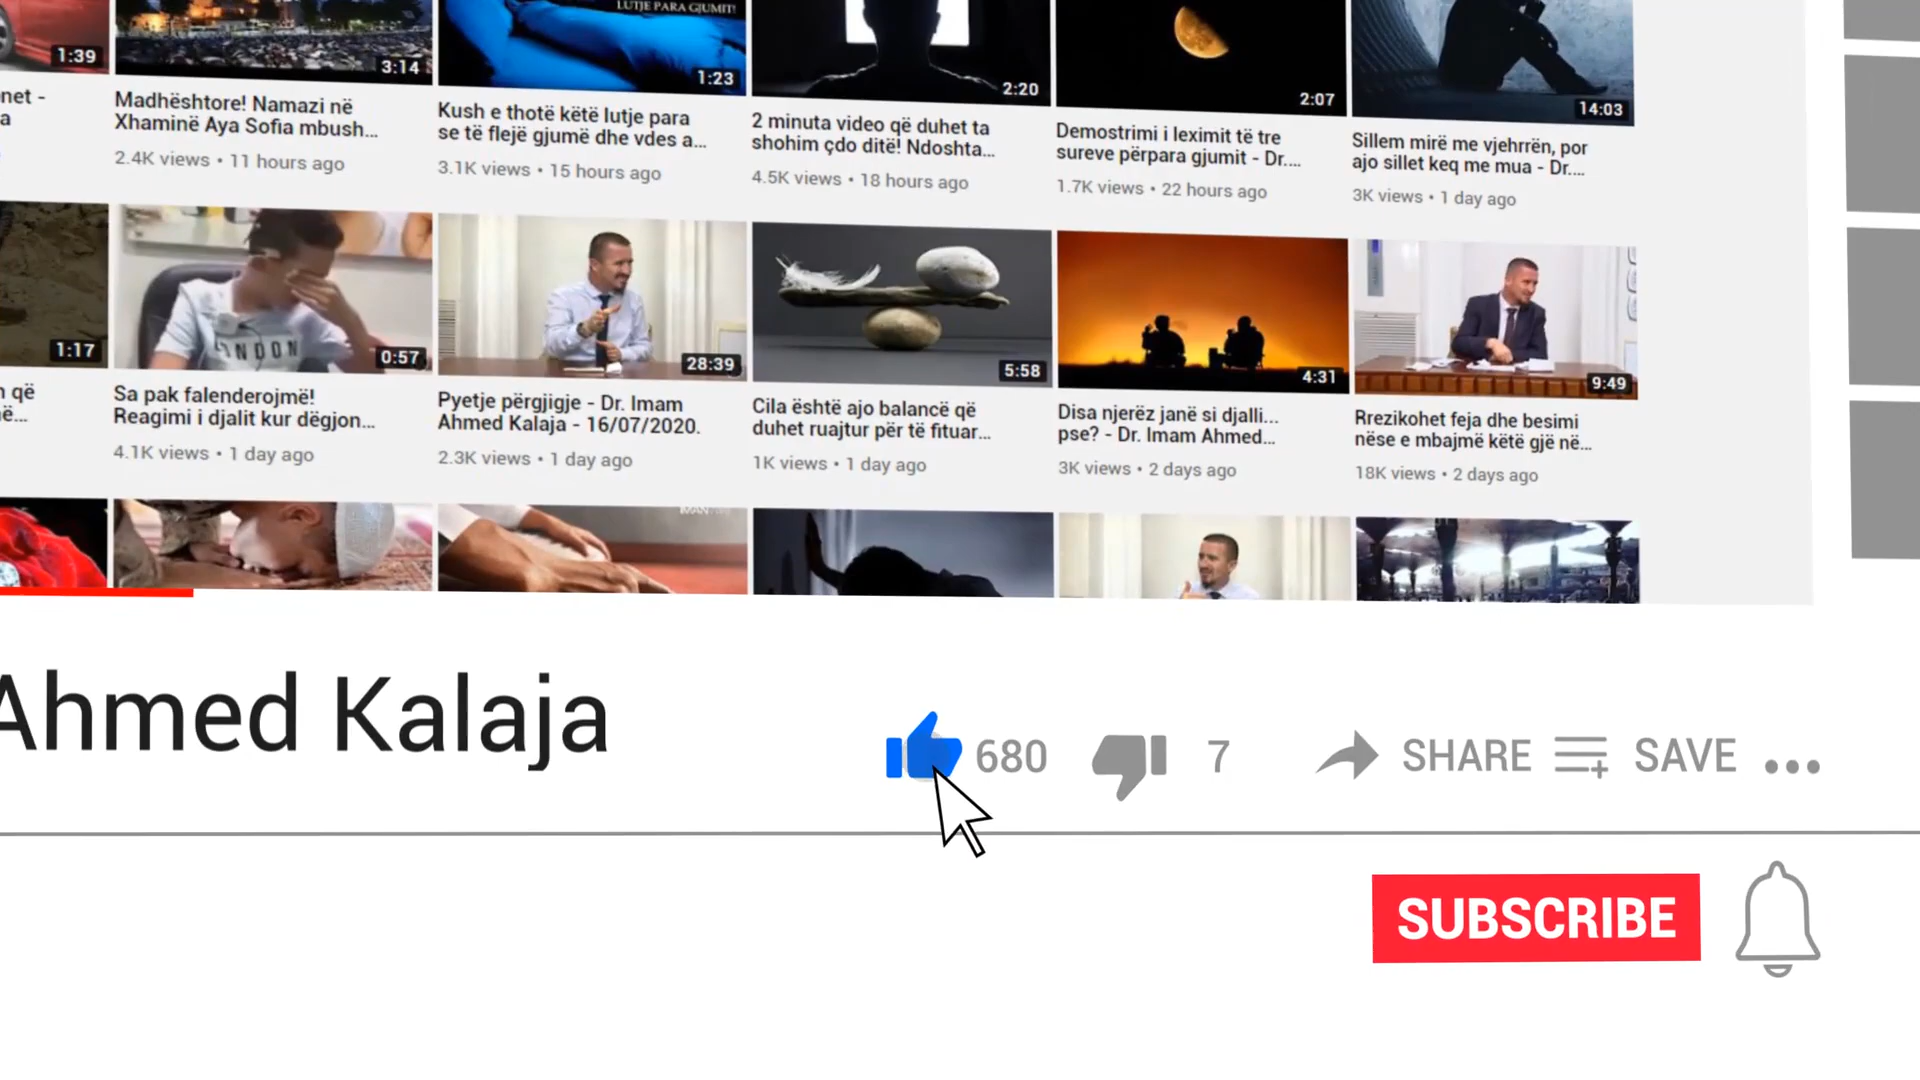 LUTJE PARA GJUMIT!
1:39
3:14
1:23
2:20
2:07
14:03
net -
a
Madhështore! Namazi në
Xhaminë Aya Sofia mbush...
2.4K views • 11 hours ago
Kush e thotë këtë lutje para
se të flejë gjumë dhe vdes a...
3.1K views • 15 hours ago
2 minuta video që duhet ta
shohim çdo ditë! Ndoshta...
4.5K views • 18 hours ago
Demostrimi i leximit të tre
sureve përpara gjumit - Dr....
1.7K views • 22 hours ago
Sillem mirë me vjehrrën, por
ajo sillet keq me mua - Dr....
3K views • 1 day ago
LONDON
1:17
0:57
28:39
5:58
4:31
9:49
që
Sa pak falenderojmë!
Reagimi i djalit kur dëgjon...
4.1K views • 1 day ago
Pyetje përgjigje - Dr. Imam
Ahmed Kalaja - 16/07/2020.
2.3K views • 1 day ago
Cila është ajo balancë që
duhet ruajtur për të fituar...
1K views • 1 day ago
Disa njerëz janë si djalli...
pse? - Dr. Imam Ahmed...
3K views • 2 days ago
Rrezikohet feja dhe besimi
nëse e mbajmë këtë gjë në...
18K views • 2 days ago
Ahmed Kalaja
680
7
SHARE
SAVE
SUBSCRIBE